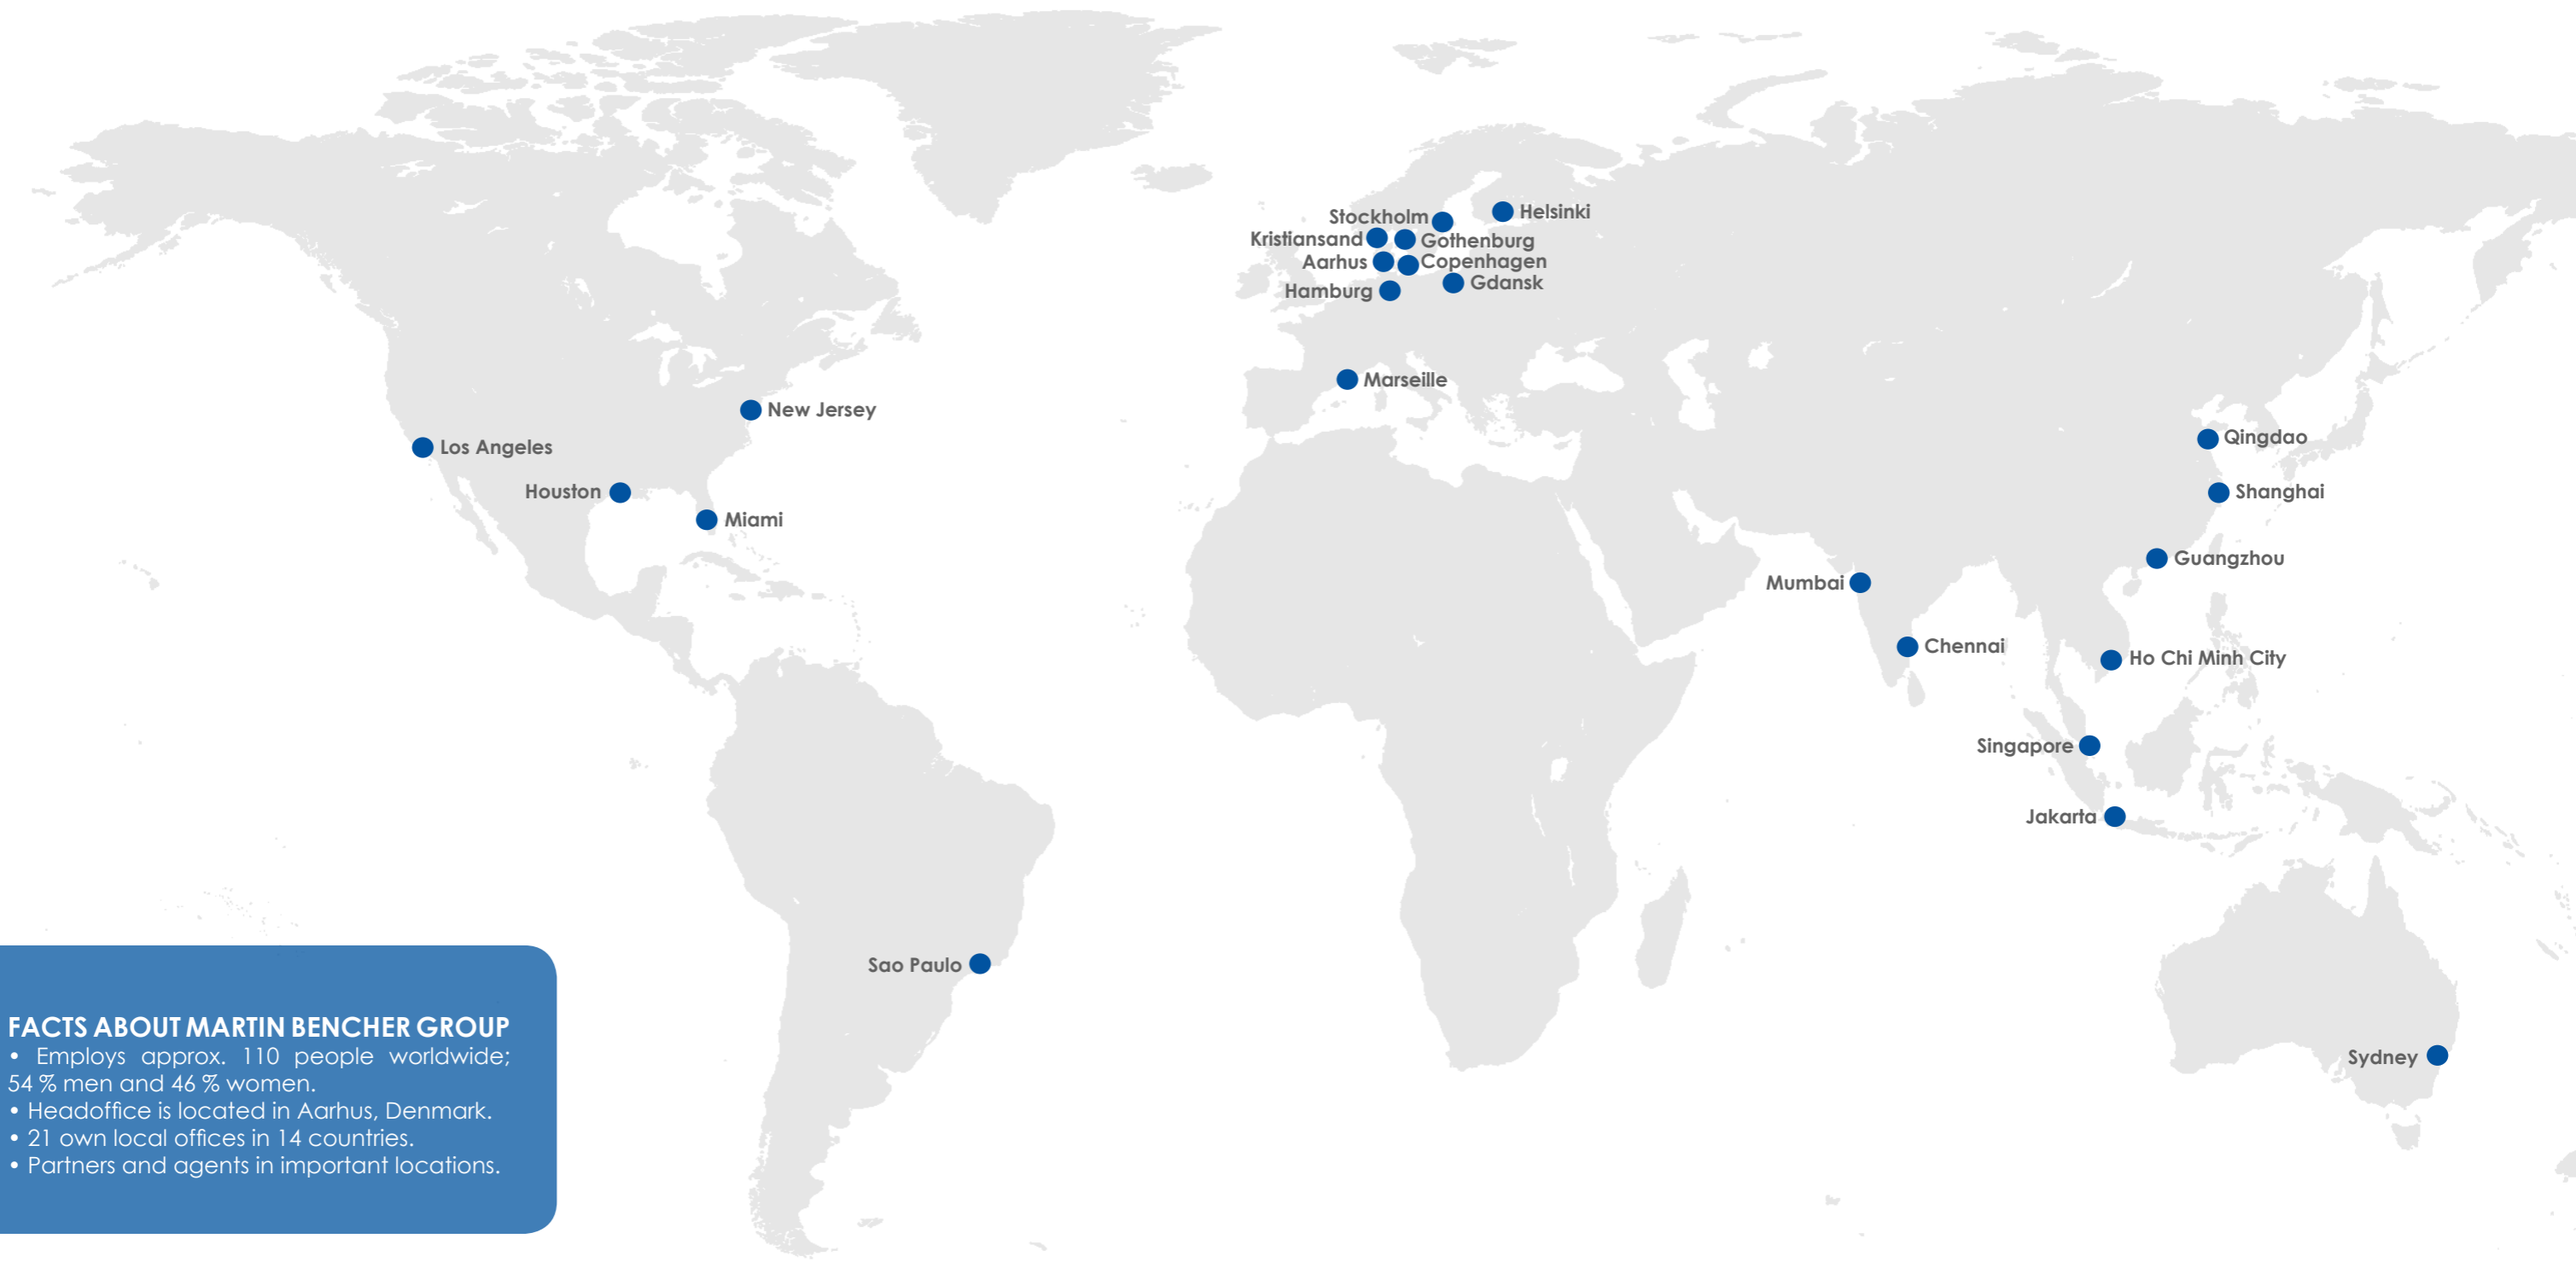 Stockholm
Helsinki
Kristiansand
Gothenburg
Aarhus
Copenhagen
Hamburg
Gdansk
Marseille
New Jersey
Los Angeles
Houston
Miami
Qingdao
Shanghai
Guangzhou
Mumbai
Chennai
Ho Chi Minh City
Singapore
Jakarta
Sao Paulo
Sydney
FACTS ABOUT MARTIN BENCHER GROUP
• Employs approx. 110 people worldwide;
54 % men and 46 % women.
• Headoffice is located in Aarhus, Denmark.
• 21 own local offices in 14 countries.
• Partners and agents in important locations.